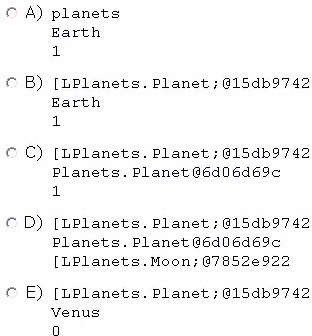 A) planets
Earth
1
B) [LPlanets.Planet;@15db9742
Earth
1
C) [LPlanets.Planet;@15db9742
Planets.Planet@6d06d69c
1
D) [LPlanets.Planet;@15db9742
Planets.Planet@6d06d69c
[LPlanets.Moon;@7852e922
E) [LPlanets.Planet;@15db9742
Venus
0